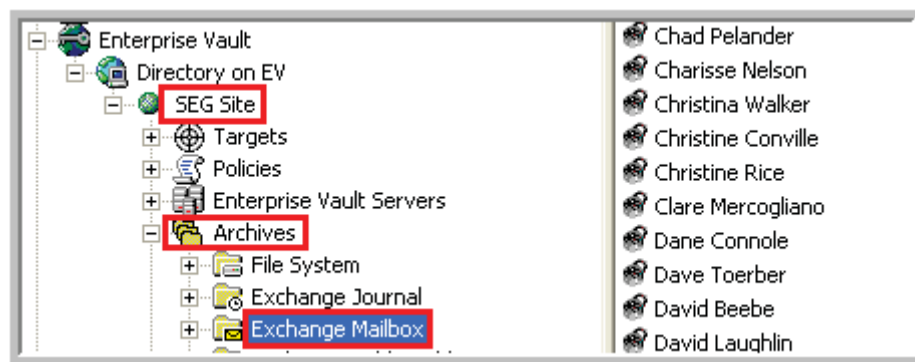 Enterprise Vault
Directory on EV
SEG Site
Targets
Policies
Enterprise Vault Servers
Archives
File System
Exchange Journal
Exchange Mailbox
Chad Pelander
Charisse Nelson
Christina Walker
Christine Conville
Christine Rice
Clare Mercogliano
Dane Connole
Dave Toerber
David Beebe
David Laughlin